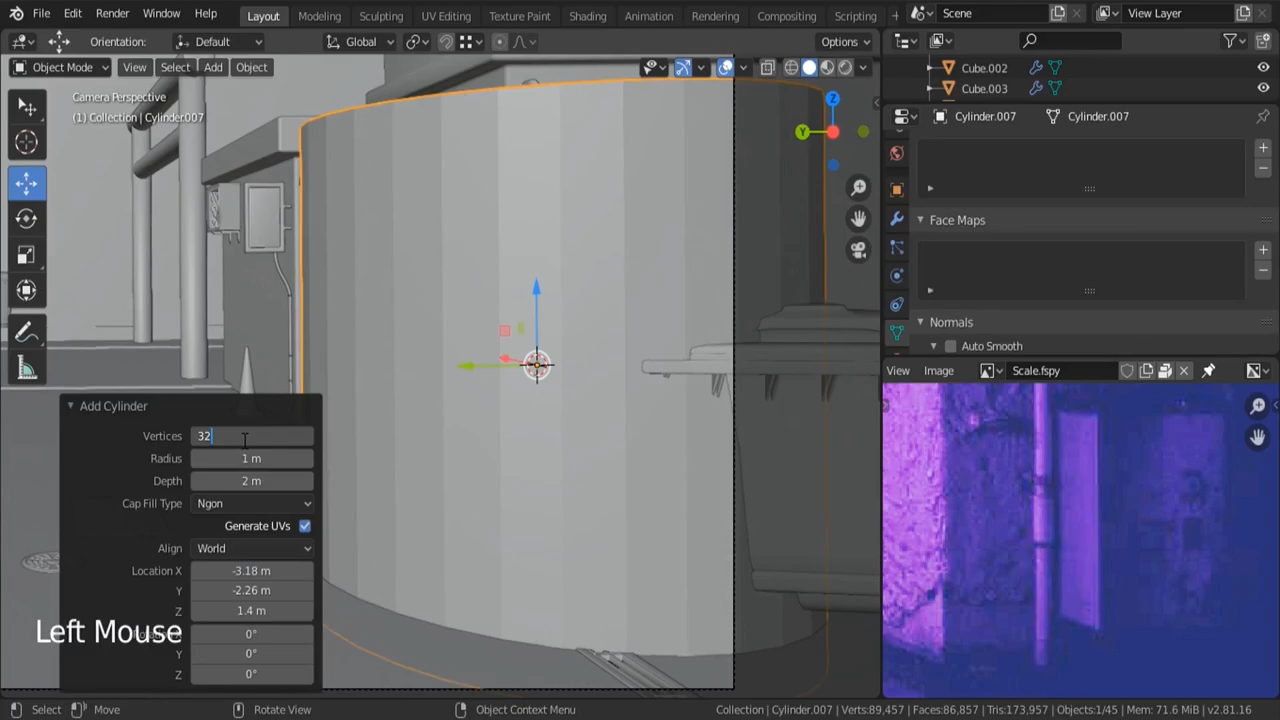 File Edit Render Window Help Layout Modeling Sculpting UV Editing Texture Paint Shading Animation Rendering Compositing Scripting + Scene View Layer
Orientation: Default Global Options
Object Mode View Select Add Object
Camera Perspective
(1) Collection | Cylinder.007
Z
Y
Cube.002
Cube.003
Cylinder.007 Cylinder.007
Face Maps
Normals
Auto Smooth
View Image Scale.fspy
Add Cylinder
Vertices 32
Radius 1 m
Depth 2 m
Cap Fill Type Ngon
Generate UVs
Align World
Location X -3.18 m
Y -2.26 m
Z 1.4 m
0°
Y 0°
Z 0°
Left Mouse
Select Move Rotate View Object Context Menu Collection | Cylinder.007 | Verts:89,457 | Faces:86,857 | Tris:173,957 | Objects:1/45 | Mem: 71.6 MiB | v2.81.16